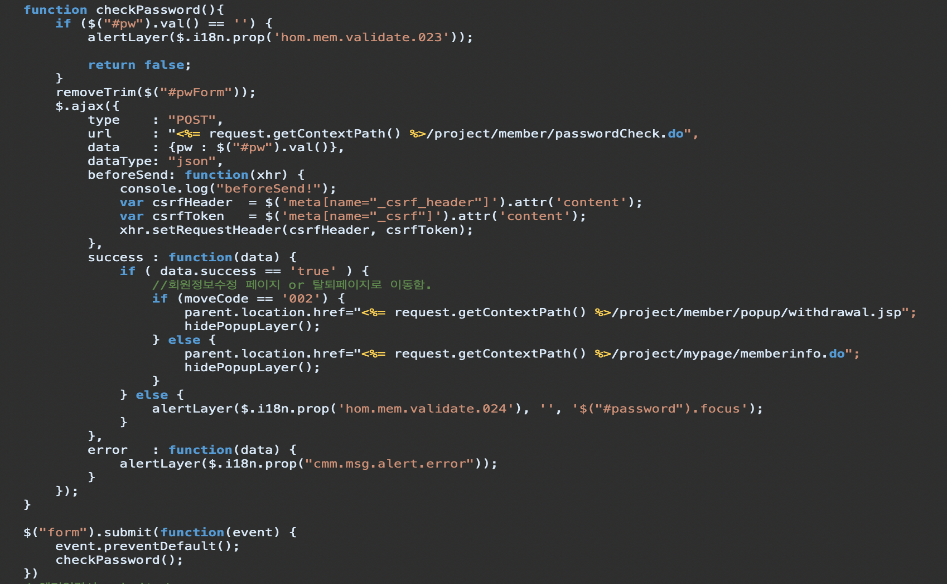 function checkPassword(){
    if ($("#pw").val() == '') {
        alertLayer($.i18n.prop('hom.mem.validate.023'));

        return false;
    }
    removeTrim($("#pwForm"));
    $.ajax({
        type    : "POST",
        url     : "<%= request.getContextPath() %>/project/member/passwordCheck.do",
        data    : {pw : $("#pw").val()},
        dataType: "json",
        beforeSend: function(xhr) {
            console.log("beforeSend!");
            var csrfHeader  = $('meta[name="_csrf_header"]').attr('content');
            var csrfToken   = $('meta[name="_csrf"]').attr('content');
            xhr.setRequestHeader(csrfHeader, csrfToken);
        },
        success : function(data) {
            if ( data.success == 'true' ) {
                //회원정보수정 페이지 or 탈퇴페이지로 이동함.
                if (moveCode == '002') {
                    parent.location.href="<%= request.getContextPath() %>/project/member/popup/withdrawal.jsp";
                    hidePopupLayer();
                } else {
                    parent.location.href="<%= request.getContextPath() %>/project/mypage/memberinfo.do";
                    hidePopupLayer();
                }
            } else {
                alertLayer($.i18n.prop('hom.mem.validate.024'), '', '$("#password").focus');
            }
        },
        error   : function(data) {
            alertLayer($.i18n.prop("cmm.msg.alert.error"));
        }
    });
}

$("form").submit(function(event) {
    event.preventDefault();
    checkPassword();
})